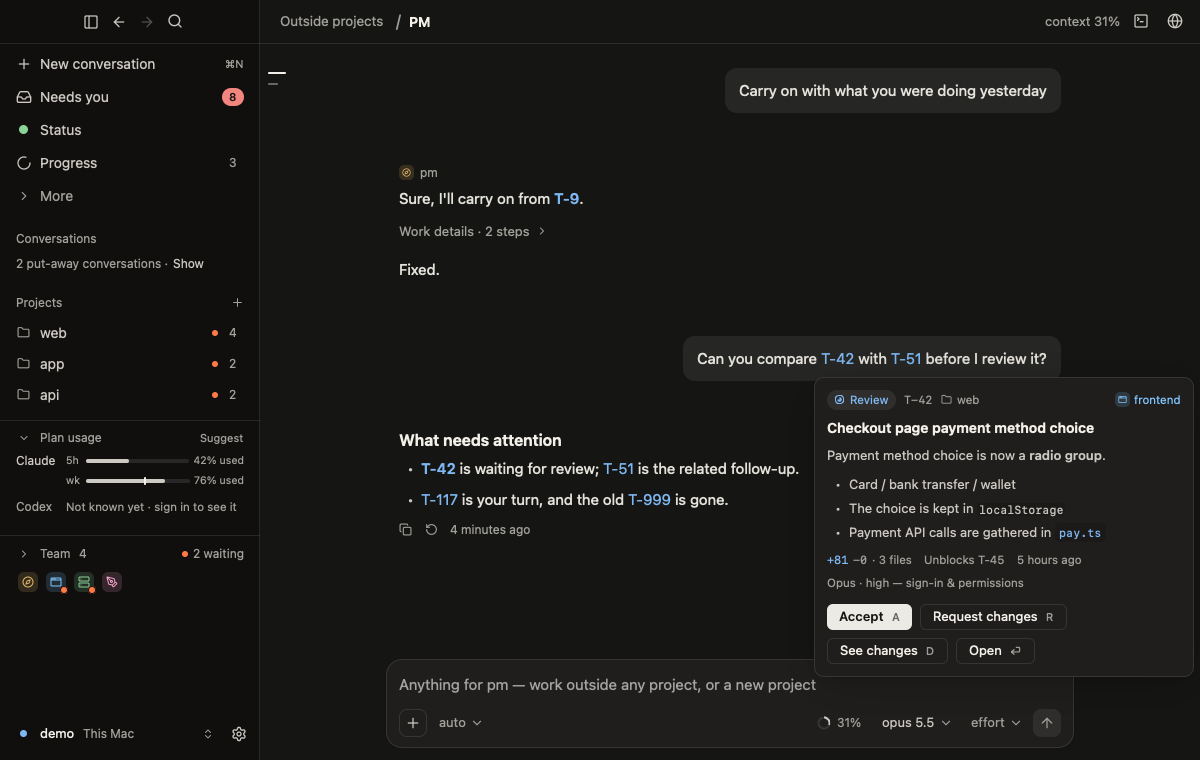 Outside projects / PM
context 31%
New conversation ⌘N
Needs you 8
Status
Progress 3
More
Conversations
2 put-away conversations · Show
Projects
web 4
app 2
api 2
Plan usage Suggest
Claude 5h 42% used
wk 76% used
Codex Not known yet · sign in to see it
Team 4 2 waiting
demo This Mac
Carry on with what you were doing yesterday
pm
Sure, I'll carry on from T-9.
Work details · 2 steps
Fixed.
Can you compare T-42 with T-51 before I review it?
What needs attention
• T-42 is waiting for review; T-51 is the related follow-up.
• T-117 is your turn, and the old T-999 is gone.
4 minutes ago
Review T–42 web frontend
Checkout page payment method choice
Payment method choice is now a radio group.
• Card / bank transfer / wallet
• The choice is kept in localStorage
• Payment API calls are gathered in pay.ts
+81 −0 · 3 files Unblocks T-45 5 hours ago
Opus · high — sign-in & permissions
Accept A Request changes R
See changes D Open ⏎
Anything for pm — work outside any project, or a new project
auto 31% opus 5.5 effort